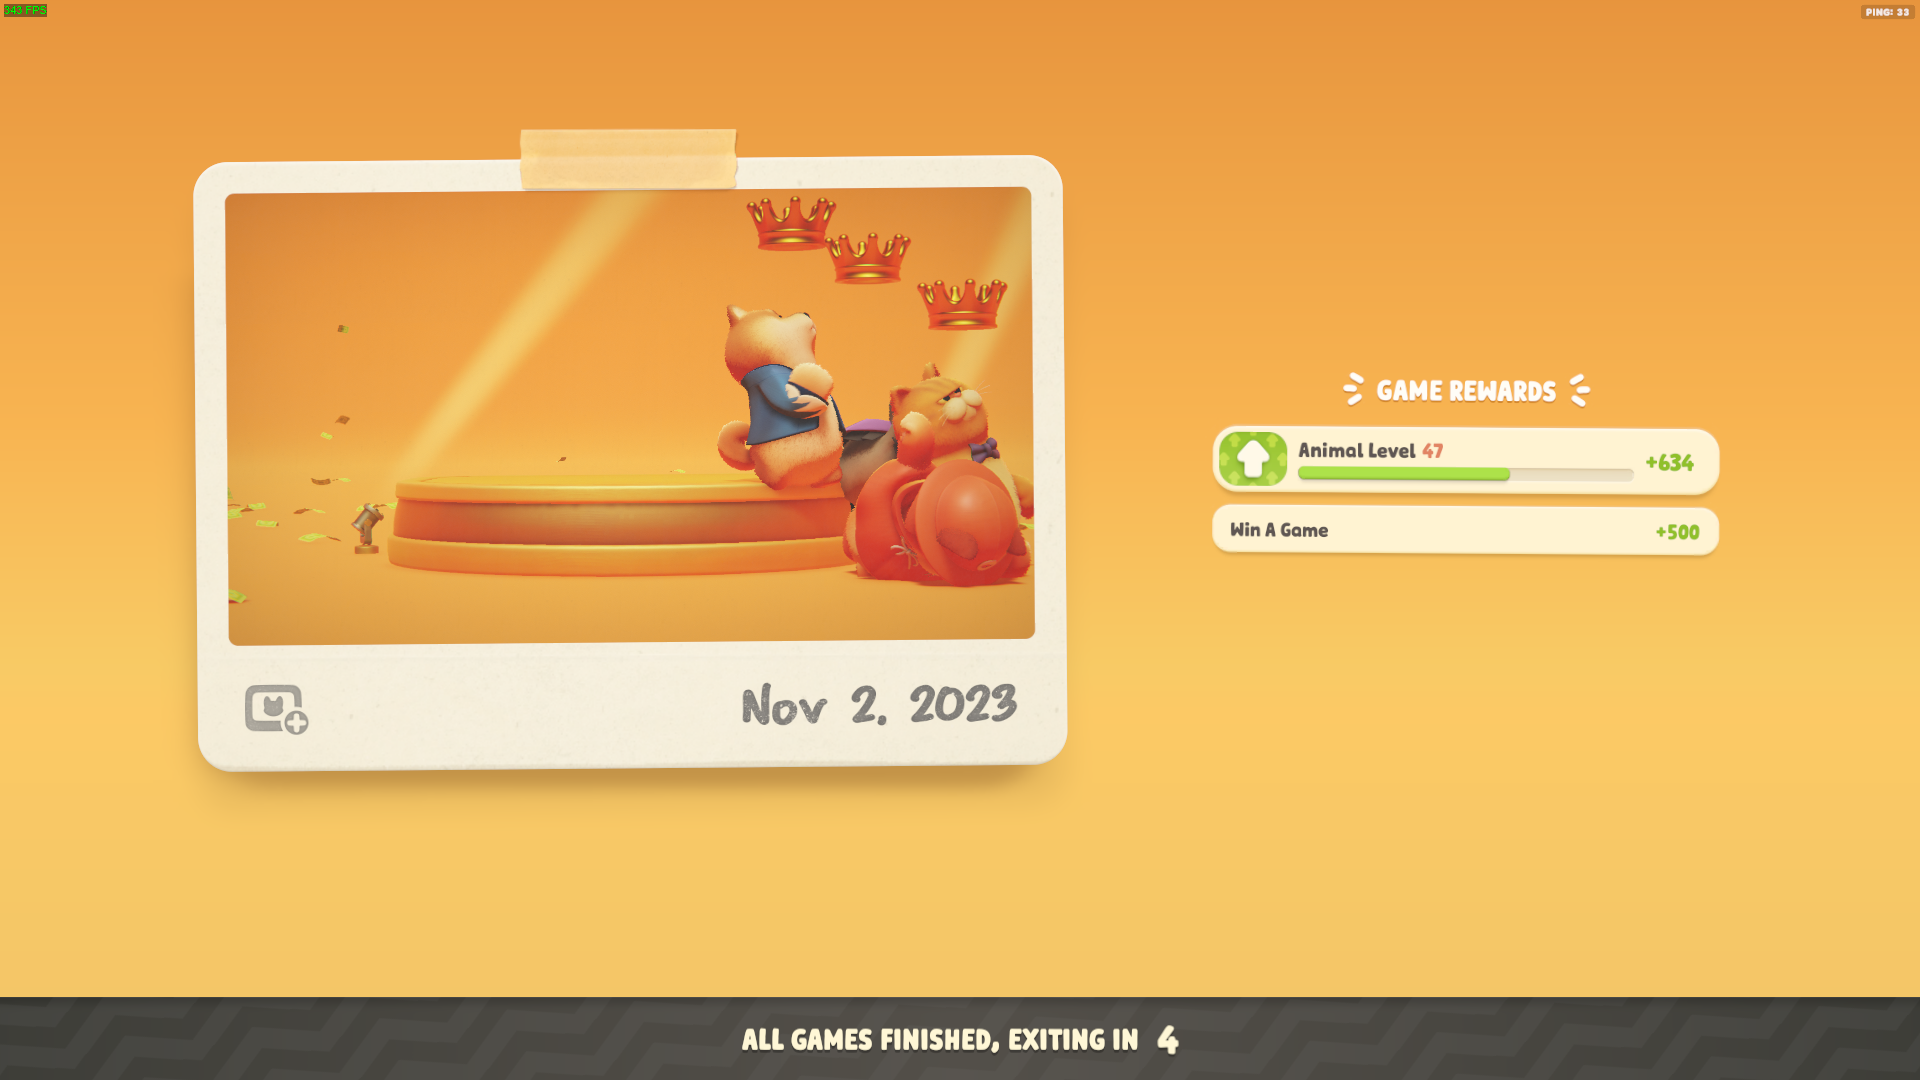 343 FPS
PING: 33
GAME REWARDS
Animal Level 47
+634
Win A Game
+500
Nov 2. 2023
ALL GAMES FINISHED, EXITING IN 4